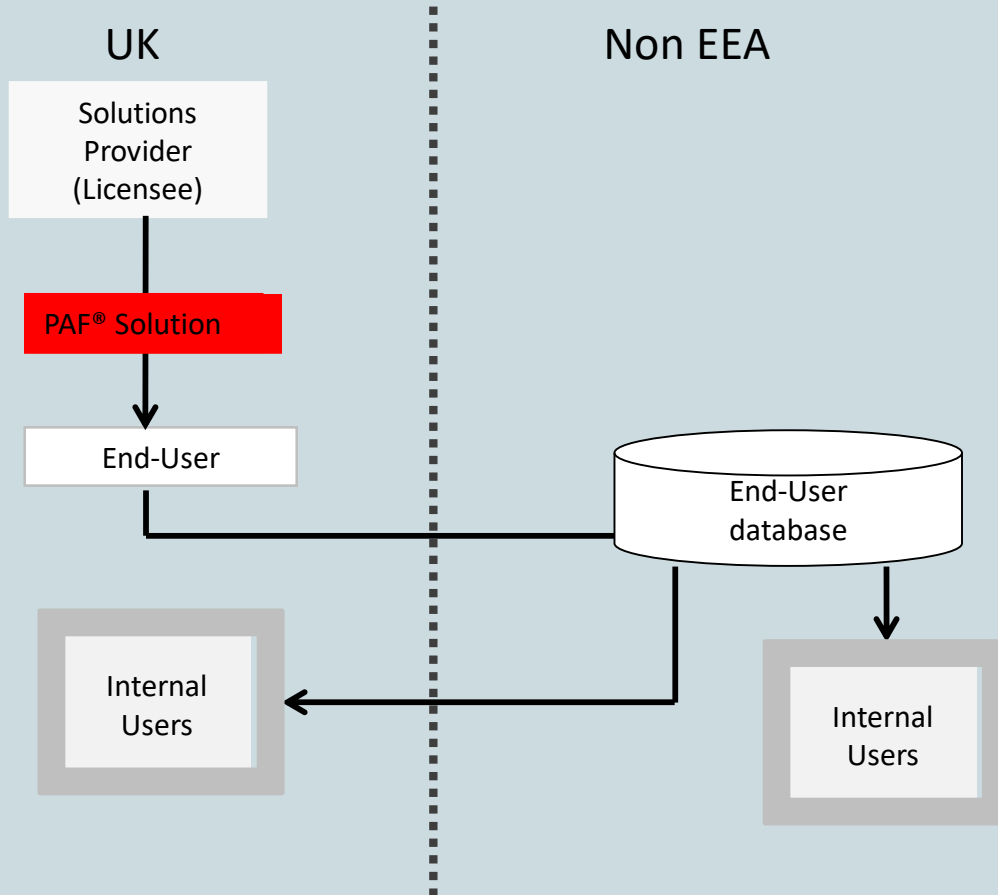 UK
Non EEA
Solutions
Provider
(Licensee)
PAF® Solution
End-User
End-User
database
Internal
Users
Internal
Users